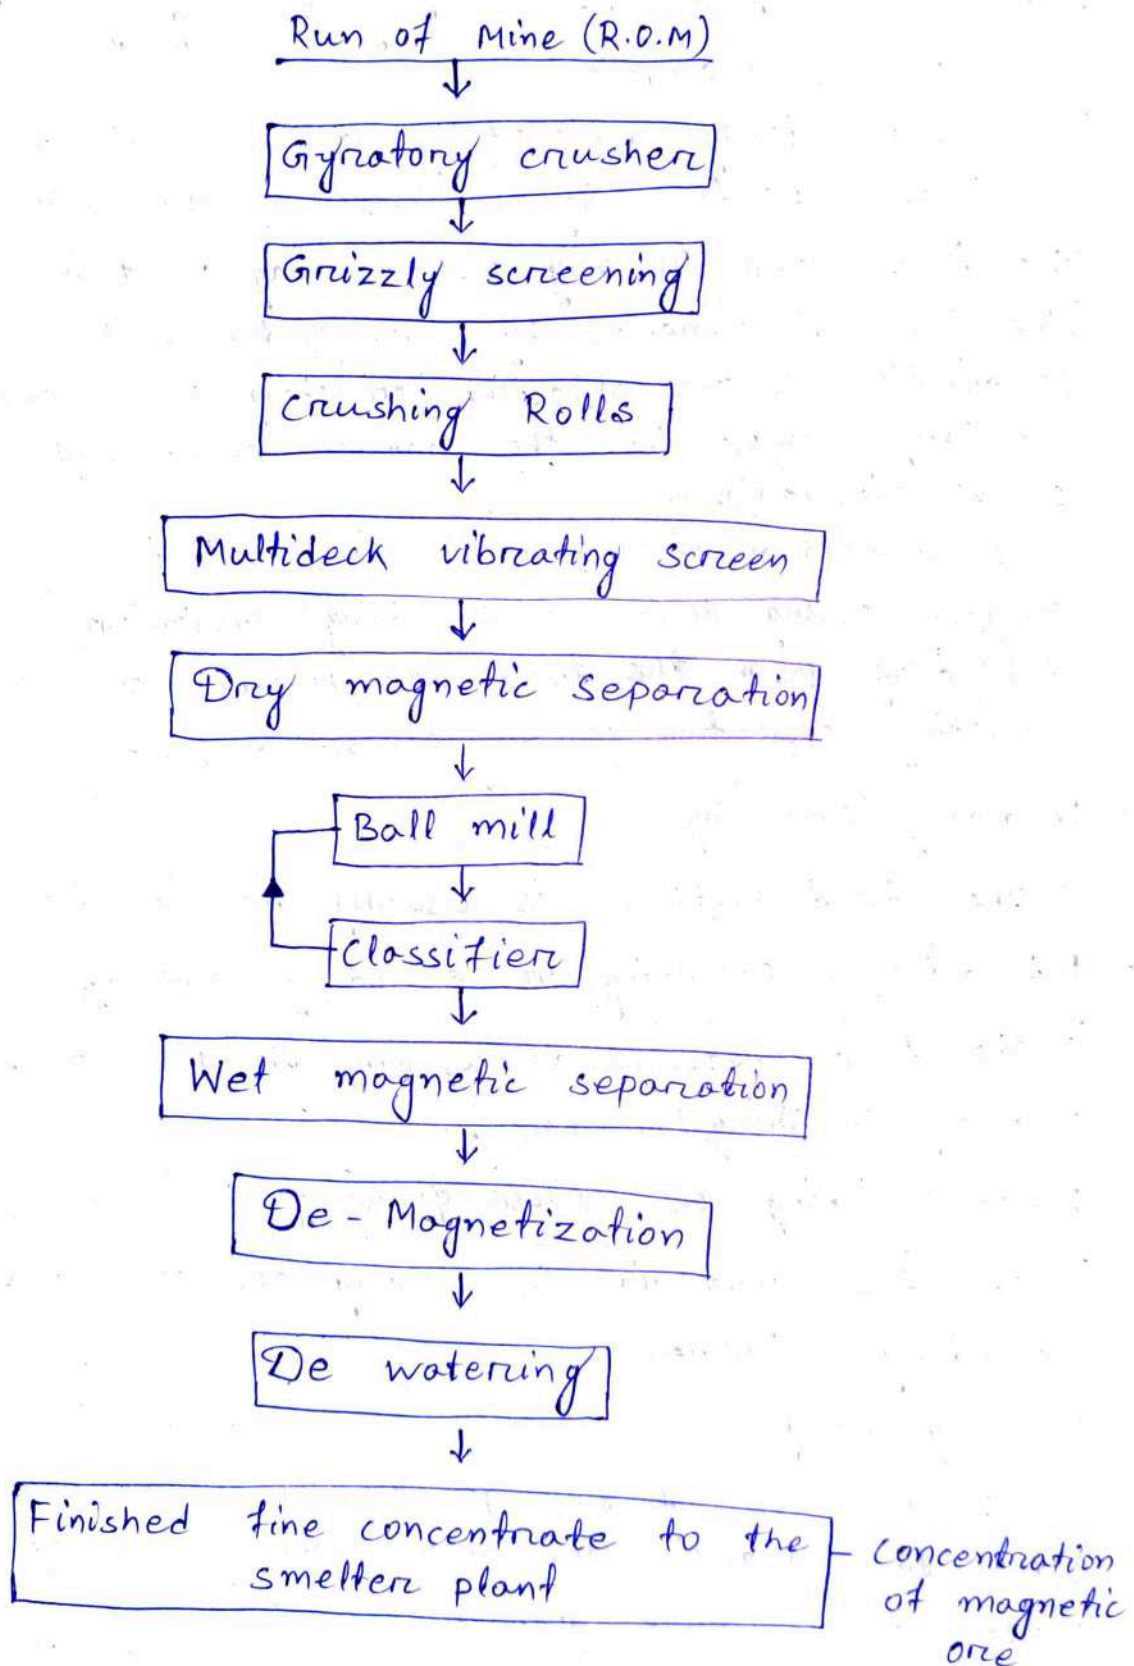 Run of Mine (R.O.M)
Gyratory crusher
Grizzly screening
Crushing Rolls
Multideck vibrating screen
Dry magnetic separation
Ball mill
Classifier
Wet magnetic separation
De - Magnetization
De watering
Finished fine concentrate to the
smelter plant
concentration
of magnetic
ore